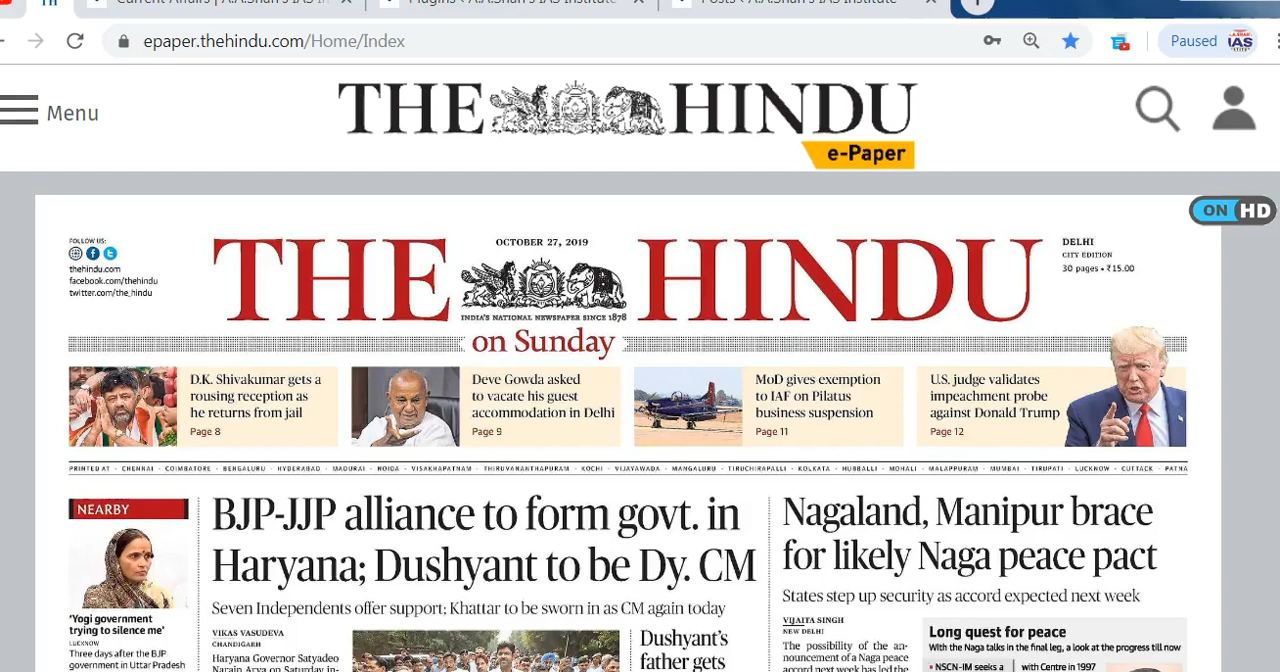 Current Affairs | A.A.Shah's IAS In
Plugins ‹ A.A.Shah's IAS Institute
Posts ‹ A.A.Shah's IAS Institute
epaper.thehindu.com/Home/Index
Paused
IAS
Menu
THE HINDU
e-Paper
ON HD
FOLLOW US:
thehindu.com
facebook.com/thehindu
twitter.com/the_hindu
OCTOBER 27, 2019
THE HINDU
INDIA'S NATIONAL NEWSPAPER SINCE 1878
on Sunday
DELHI
CITY EDITION
30 pages • ₹15.00
D.K. Shivakumar gets a
rousing reception as
he returns from jail
Page 8
Deve Gowda asked
to vacate his guest
accommodation in Delhi
Page 9
MoD gives exemption
to IAF on Pilatus
business suspension
Page 11
U.S. judge validates
impeachment probe
against Donald Trump
Page 12
PRINTED AT • CHENNAI • COIMBATORE • BENGALURU • HYDERABAD • MADURAI • NOIDA • VISAKHAPATNAM • THIRUVANANTHAPURAM • KOCHI • VIJAYAWADA • MANGALURU • TIRUCHIRAPALLI • KOLKATA • HUBBALLI • MOHALI • MALAPPURAM • MUMBAI • TIRUPATI • LUCKNOW • CUTTACK • PATNA
NEARBY
'Yogi government
trying to silence me'
LUCKNOW
Three days after the BJP
government in Uttar Pradesh
BJP-JJP alliance to form govt. in
Haryana; Dushyant to be Dy. CM
Seven Independents offer support; Khattar to be sworn in as CM again today
VIKAS VASUDEVA
CHANDIGARH
Haryana Governor Satyadeo
Narain Arya on Saturday in-
Dushyant's
father gets
Nagaland, Manipur brace
for likely Naga peace pact
States step up security as accord expected next week
VIJAITA SINGH
NEW DELHI
The possibility of the an-
nouncement of a Naga peace
accord next week has led the
Long quest for peace
With the Naga talks in the final leg, a look at the progress till now
▪ NSCN-IM seeks a
with Centre in 1997